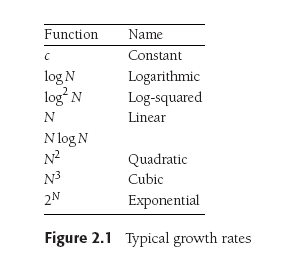 Function Name
c Constant
log N Logarithmic
log² N Log-squared
N Linear
N log N
N² Quadratic
N³ Cubic
2ᴺ Exponential
Figure 2.1 Typical growth rates